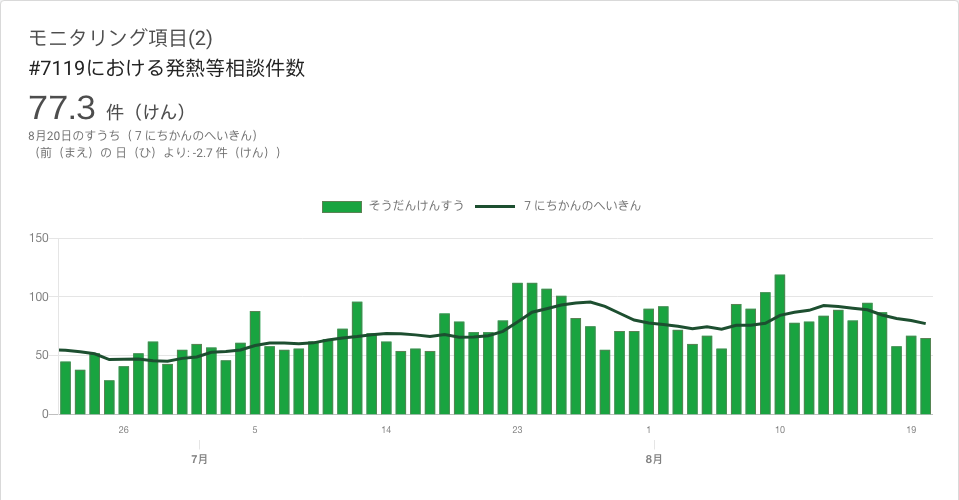 モニタリング項目(2)
#7119における発熱等相談件数
77.3 件（けん）
8月20日のすうち（７にちかんのへいきん）
（前（まえ）の 日（ひ）より: -2.7 件（けん））
そうだんけんすう ７にちかんのへいきん
150
100
50
0
26 5 14 23 1 10 19
7月 8月